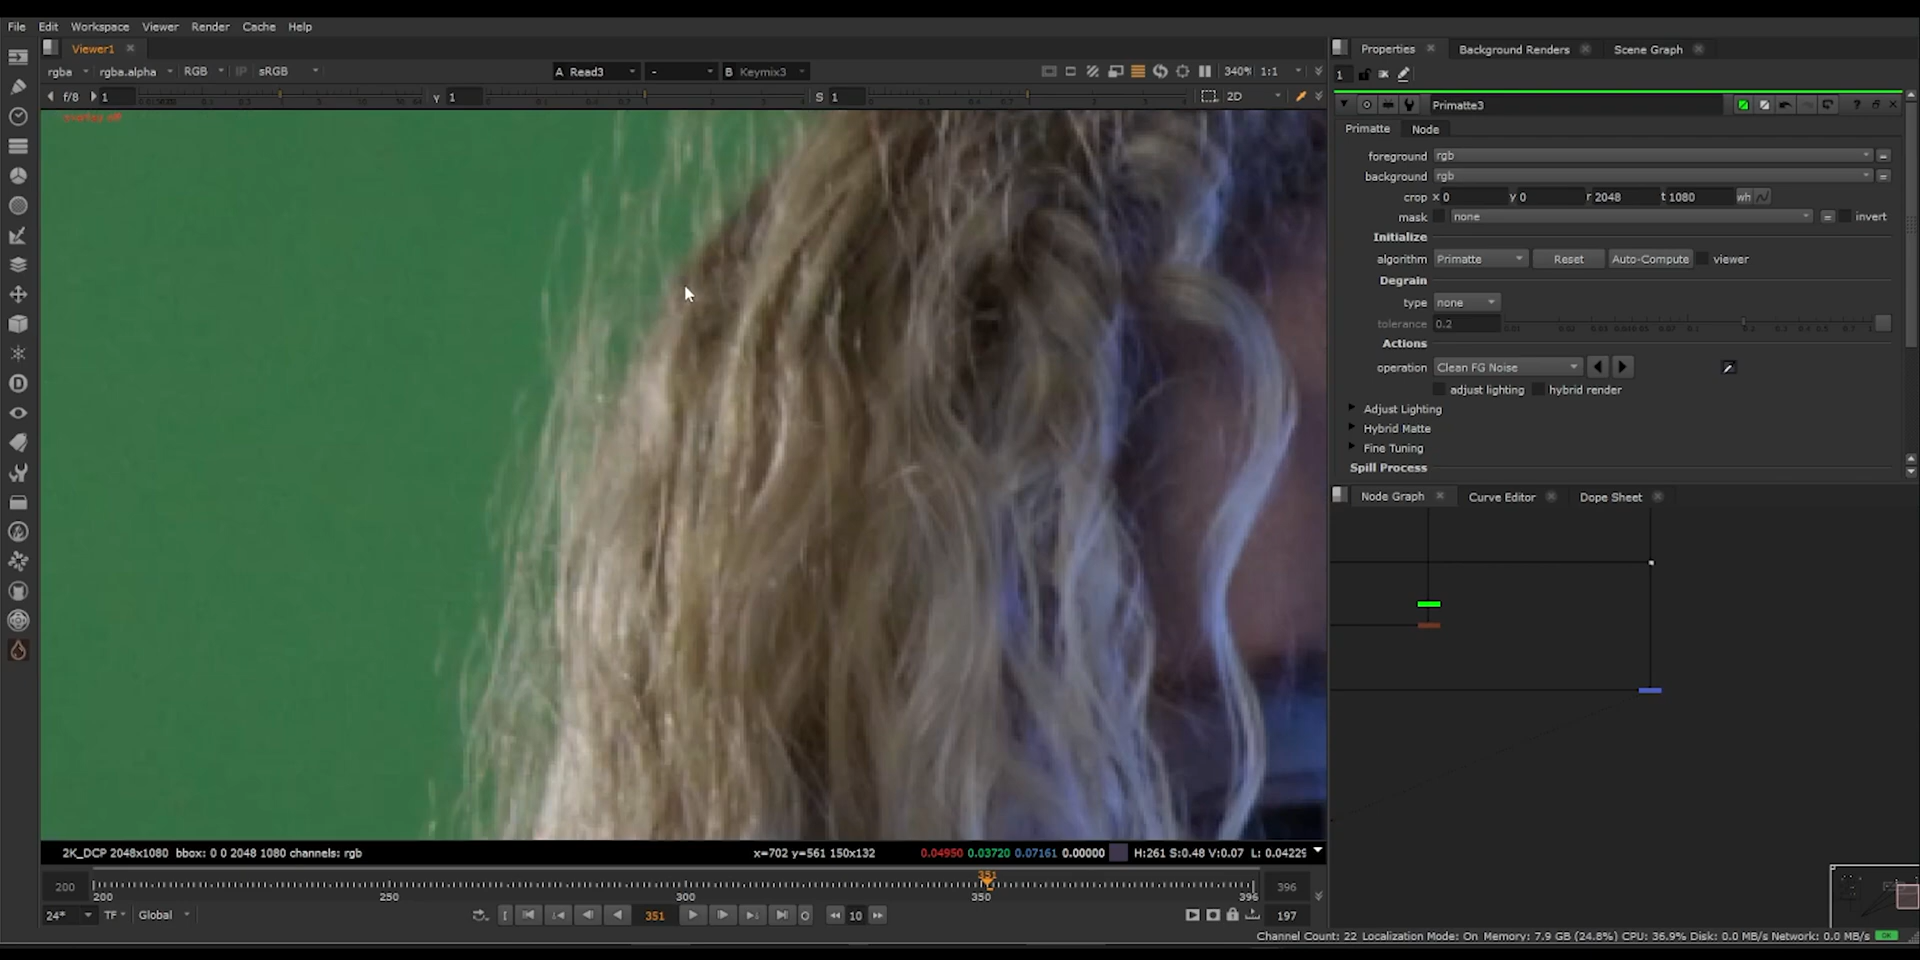 File Edit Workspace Viewer Render Cache Help
Viewer1
rgba rgba.alpha RGB IP sRGB A Read3 - B Keymix3 340% 1:1
f/8 1 Y 1 S 1 2D
2K_DCP 2048x1080 bbox: 0 0 2048 1080 channels: rgb x=702 y=561 150x132 0.04950 0.03720 0.07161 0.00000 H:261 S:0.48 V:0.07 L: 0.04229
200 351 396
200 250 300 350 396
24* TF Global 351 10 197
Properties Background Renders Scene Graph
1
Primatte3
Primatte Node
foreground rgb
background rgb
crop x 0 y 0 r 2048 t 1080 wh
mask none invert
Initialize
algorithm Primatte Reset Auto-Compute viewer
Degrain
type none
tolerance 0.2
Actions
operation Clean FG Noise
adjust lighting hybrid render
Adjust Lighting
Hybrid Matte
Fine Tuning
Spill Process
Node Graph Curve Editor Dope Sheet
Channel Count: 22 Localization Mode: On Memory: 7.9 GB (24.8%) CPU: 36.9% Disk: 0.0 MB/s Network: 0.0 MB/s